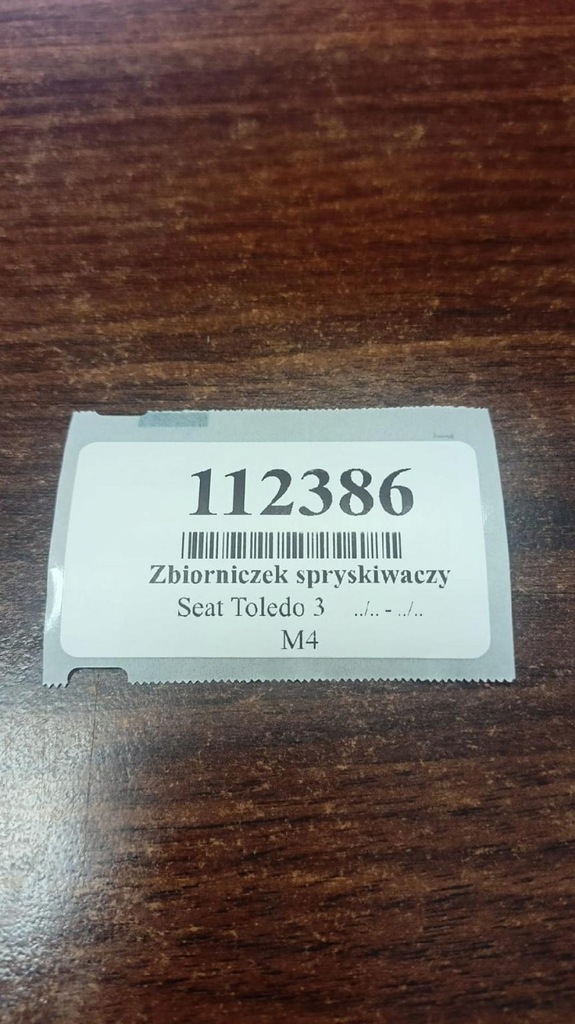 112386
Zbiorniczek spryskiwaczy
Seat Toledo 3 ../.. - ../..
M4